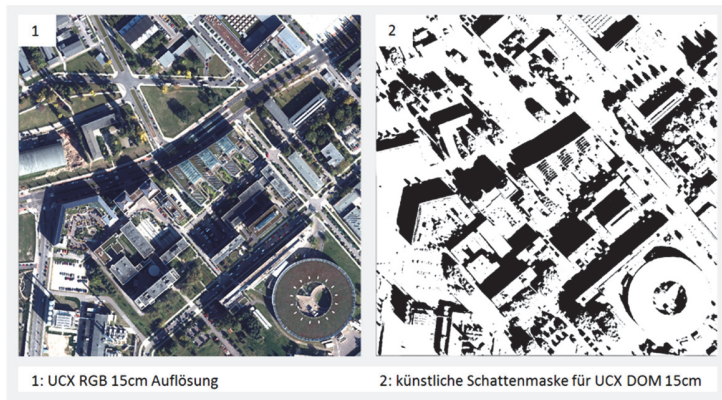 1
2
1: UCX RGB 15cm Auflösung
2: künstliche Schattenmaske für UCX DOM 15cm